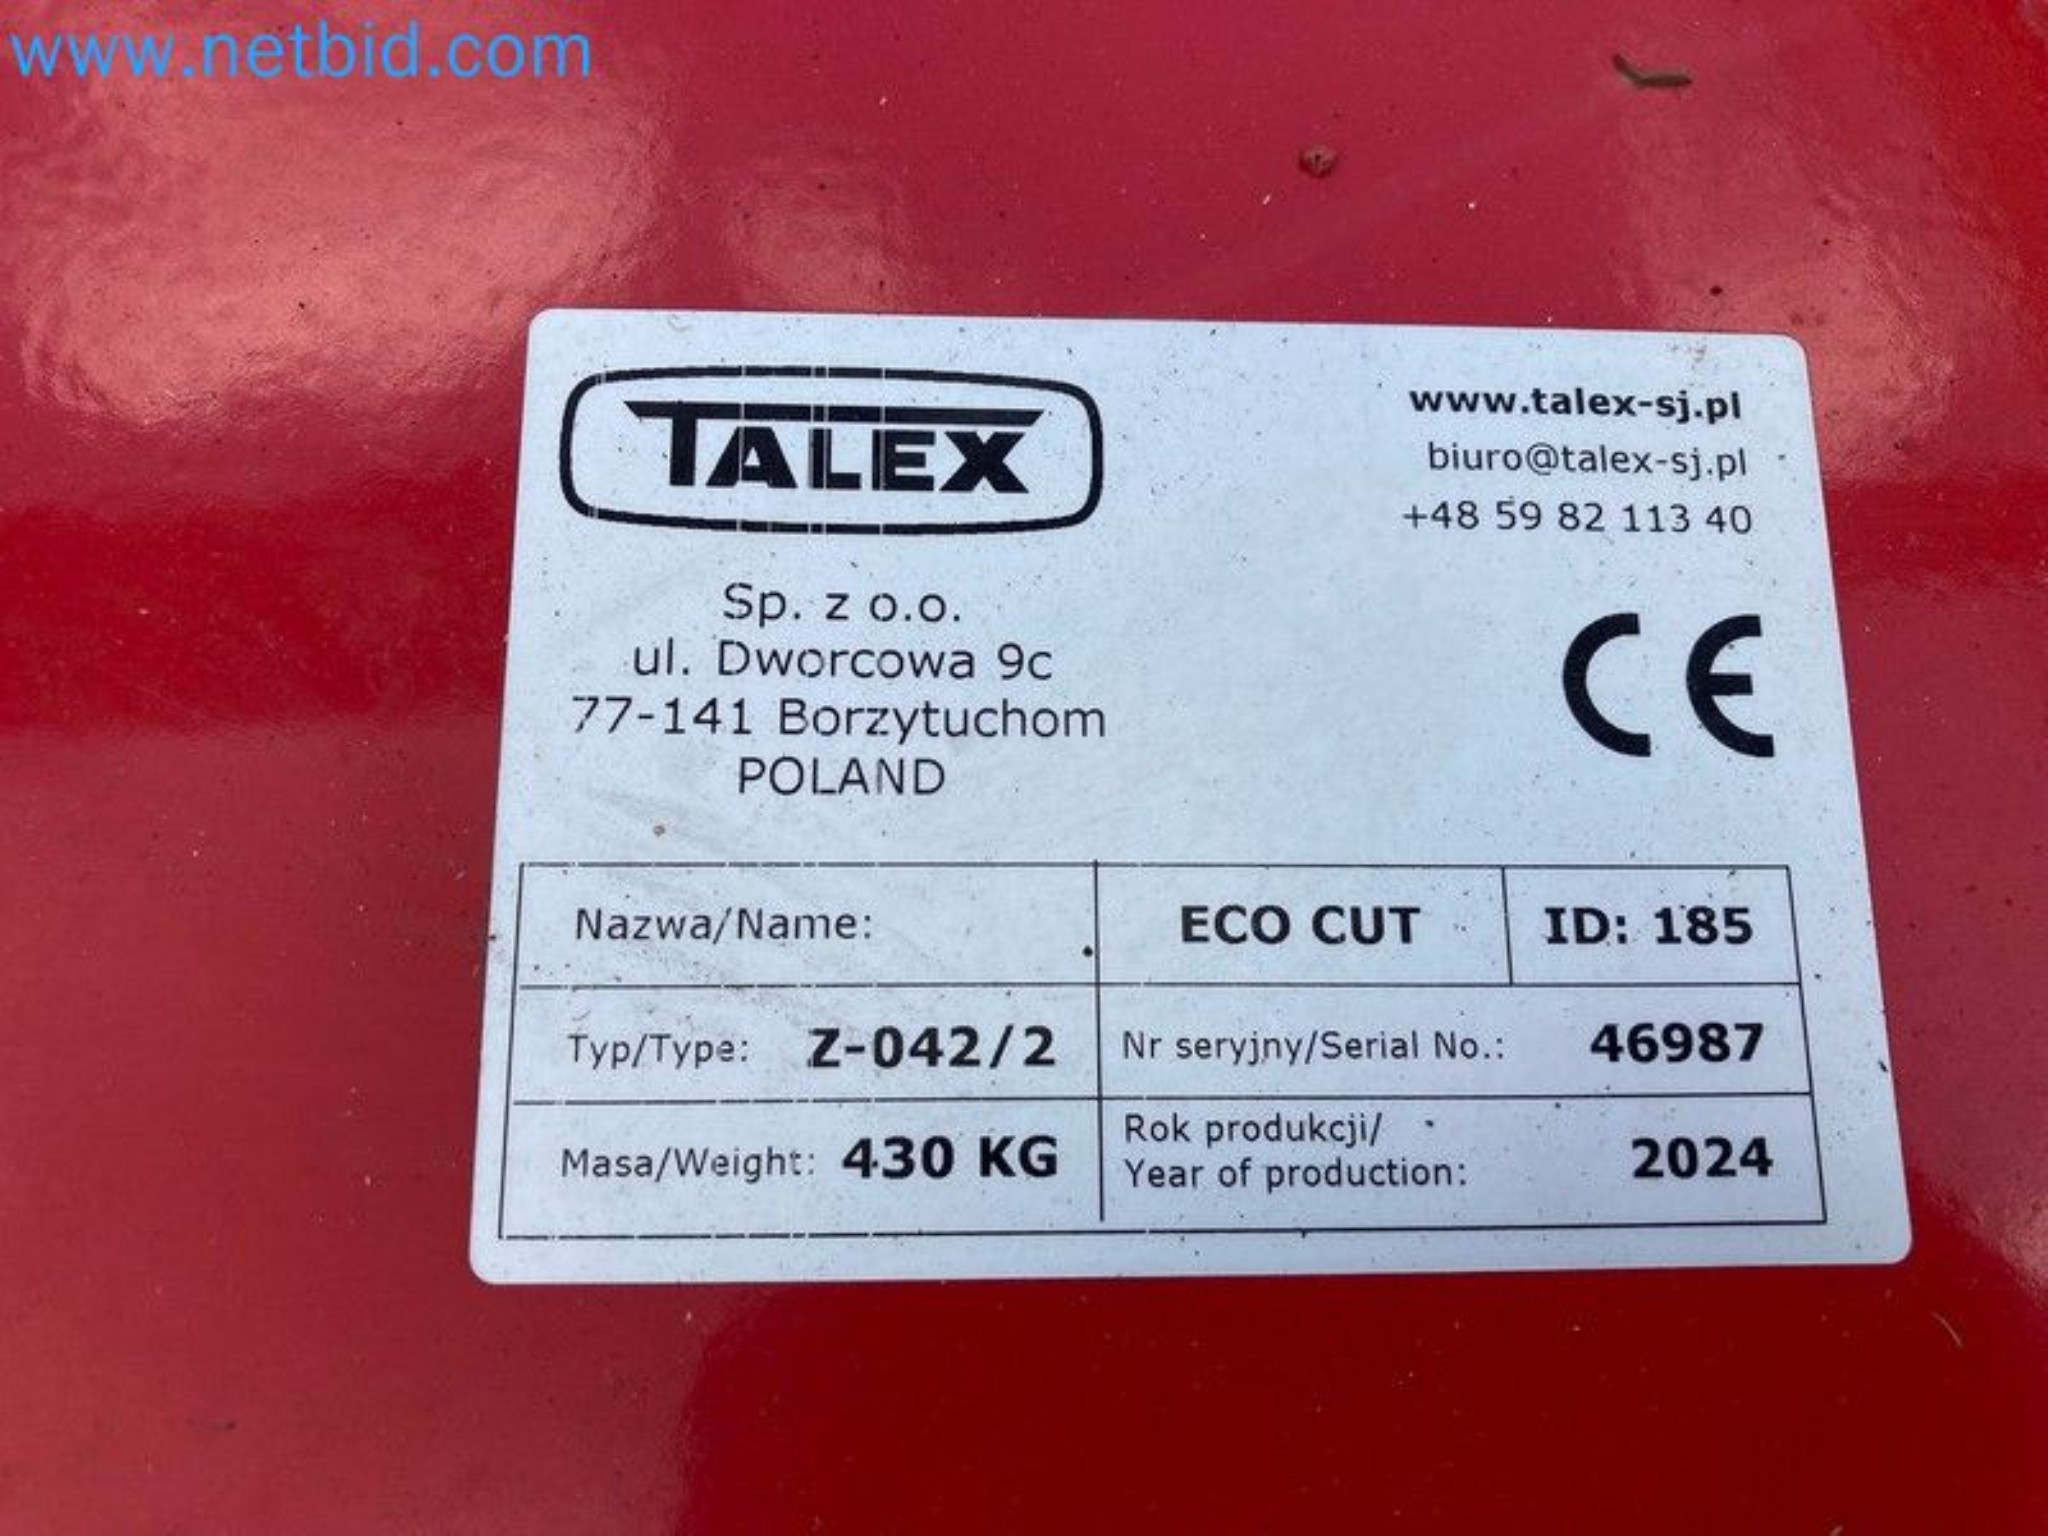 www.netbid.com
TALEX
www.talex-sj.pl
biuro@talex-sj.pl
+48 59 82 113 40
Sp. z o.o.
ul. Dworcowa 9c
77-141 Borzytuchom
POLAND
CE
Nazwa/Name: ECO CUT ID: 185
Typ/Type: Z-042/2 Nr seryjny/Serial No.: 46987
Masa/Weight: 430 KG Rok produkcji/
Year of production: 2024